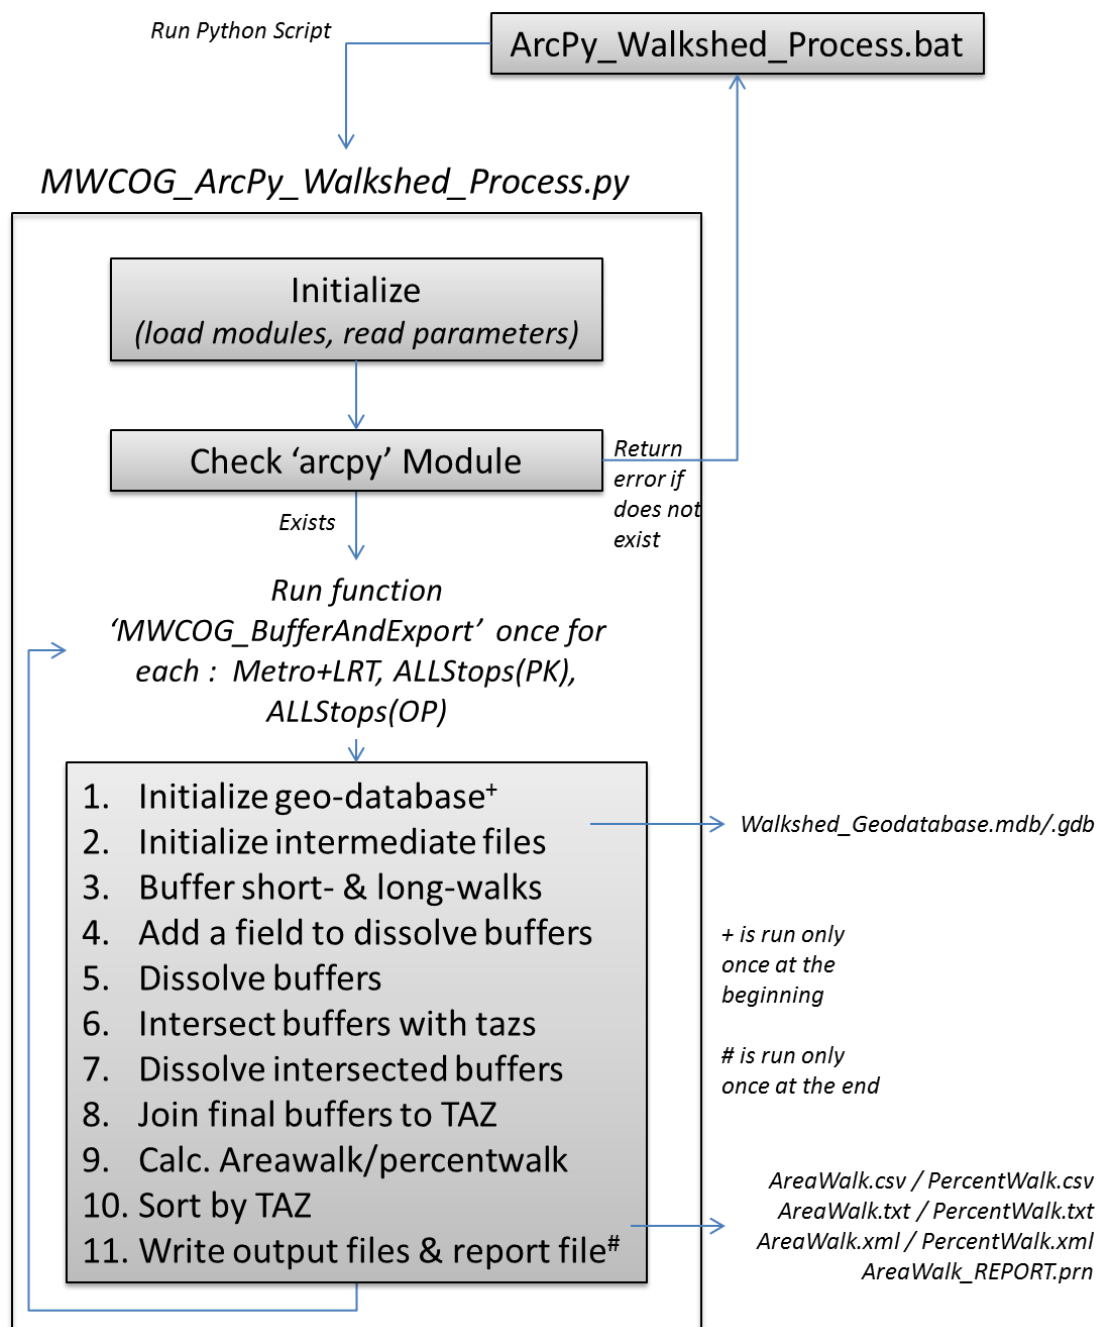 Run Python Script
ArcPy_Walkshed_Process.bat
MWCOG_ArcPy_Walkshed_Process.py
Initialize
(load modules, read parameters)
Check ‘arcpy’ Module
Return
error if
does not
exist
Exists
Run function
‘MWCOG_BufferAndExport’ once for
each : Metro+LRT, ALLStops(PK),
ALLStops(OP)
1. Initialize geo-database+
2. Initialize intermediate files
3. Buffer short- & long-walks
4. Add a field to dissolve buffers
5. Dissolve buffers
6. Intersect buffers with tazs
7. Dissolve intersected buffers
8. Join final buffers to TAZ
9. Calc. Areawalk/percentwalk
10. Sort by TAZ
11. Write output files & report file#
Walkshed_Geodatabase.mdb/.gdb
+ is run only
once at the
beginning
# is run only
once at the end
AreaWalk.csv / PercentWalk.csv
AreaWalk.txt / PercentWalk.txt
AreaWalk.xml / PercentWalk.xml
AreaWalk_REPORT.prn